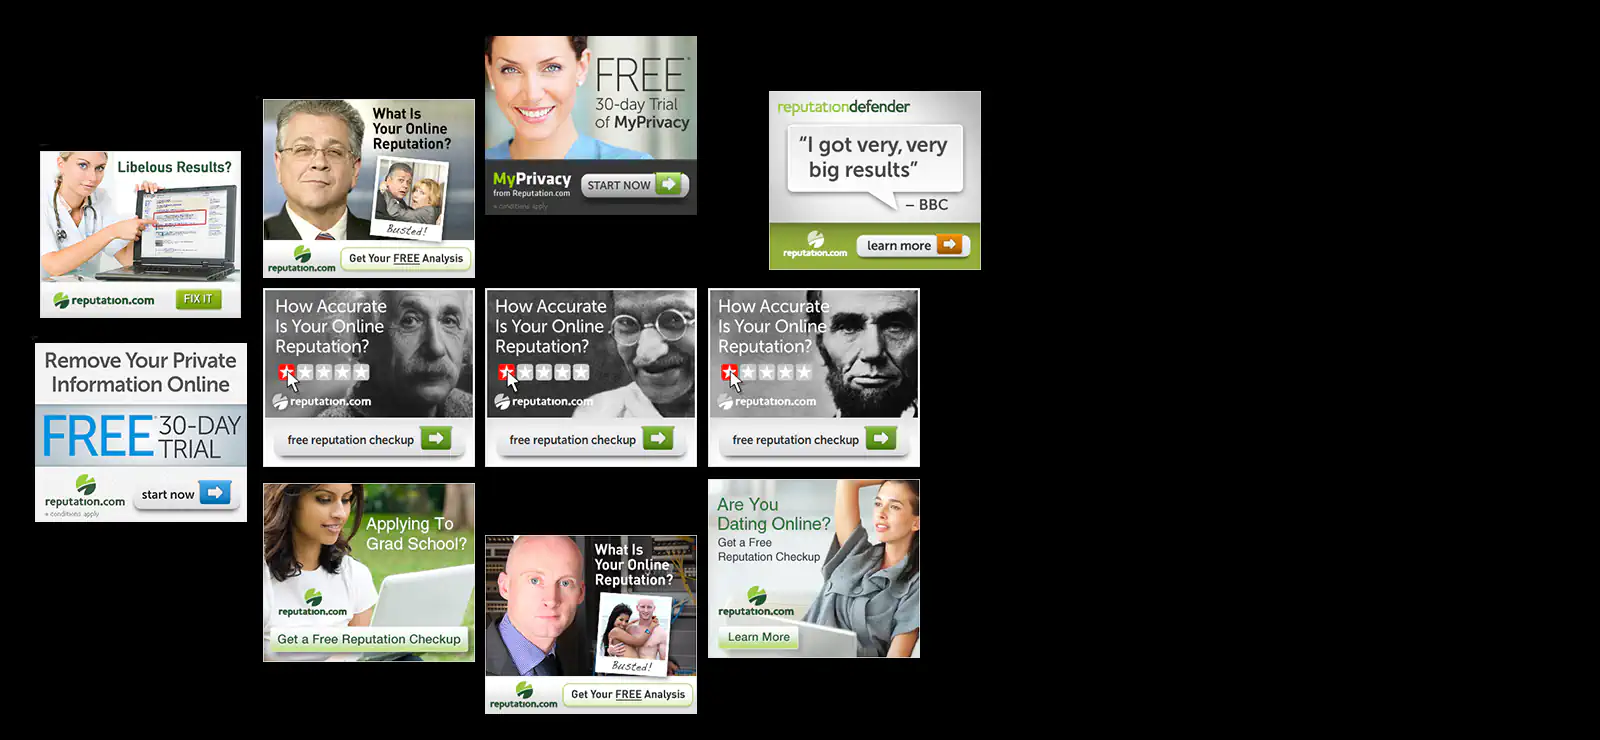 Libelous Results?
reputation.com
FIX IT
Remove Your Private
Information Online
FREE 30-DAY
TRIAL
reputation.com
start now
* conditions apply
What Is
Your Online
Reputation?
Busted!
reputation.com
Get Your FREE Analysis
How Accurate
Is Your Online
Reputation?
reputation.com
free reputation checkup
Applying To
Grad School?
reputation.com
Get a Free Reputation Checkup
FREE*
30-day Trial
of MyPrivacy
MyPrivacy
from Reputation.com
START NOW
* conditions apply
How Accurate
Is Your Online
Reputation?
reputation.com
free reputation checkup
What Is
Your Online
Reputation?
Busted!
reputation.com
Get Your FREE Analysis
reputationdefender
“I got very, very
big results”
– BBC
reputation.com
learn more
How Accurate
Is Your Online
Reputation?
reputation.com
free reputation checkup
Are You
Dating Online?
Get a Free
Reputation Checkup
reputation.com
Learn More